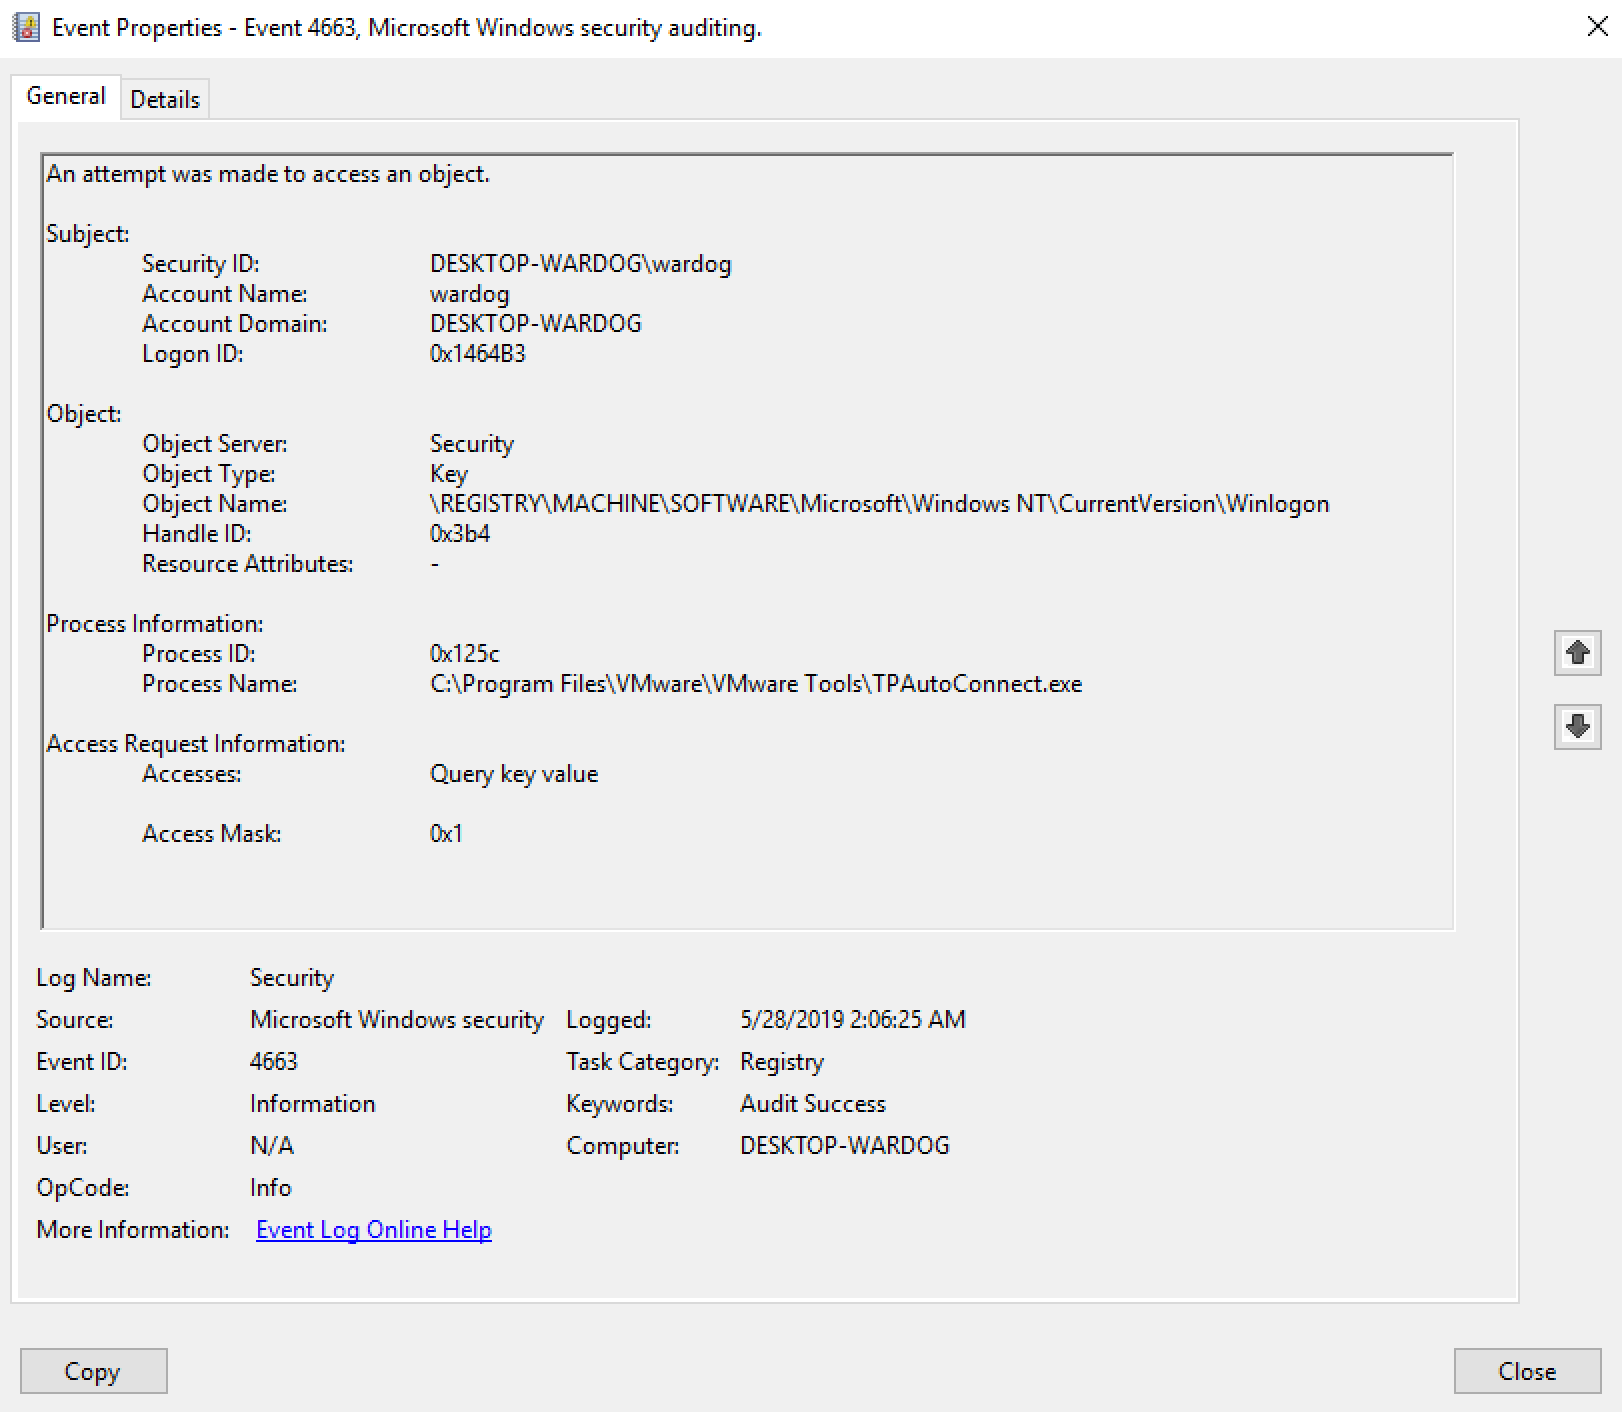 Event Properties - Event 4663, Microsoft Windows security auditing.
General Details
An attempt was made to access an object.
Subject:
Security ID: DESKTOP-WARDOG\wardog
Account Name: wardog
Account Domain: DESKTOP-WARDOG
Logon ID: 0x1464B3
Object:
Object Server: Security
Object Type: Key
Object Name: \REGISTRY\MACHINE\SOFTWARE\Microsoft\Windows NT\CurrentVersion\Winlogon
Handle ID: 0x3b4
Resource Attributes: -
Process Information:
Process ID: 0x125c
Process Name: C:\Program Files\VMware\VMware Tools\TPAutoConnect.exe
Access Request Information:
Accesses: Query key value
Access Mask: 0x1
Log Name: Security
Source: Microsoft Windows security Logged: 5/28/2019 2:06:25 AM
Event ID: 4663 Task Category: Registry
Level: Information Keywords: Audit Success
User: N/A Computer: DESKTOP-WARDOG
OpCode: Info
More Information: Event Log Online Help
Copy Close